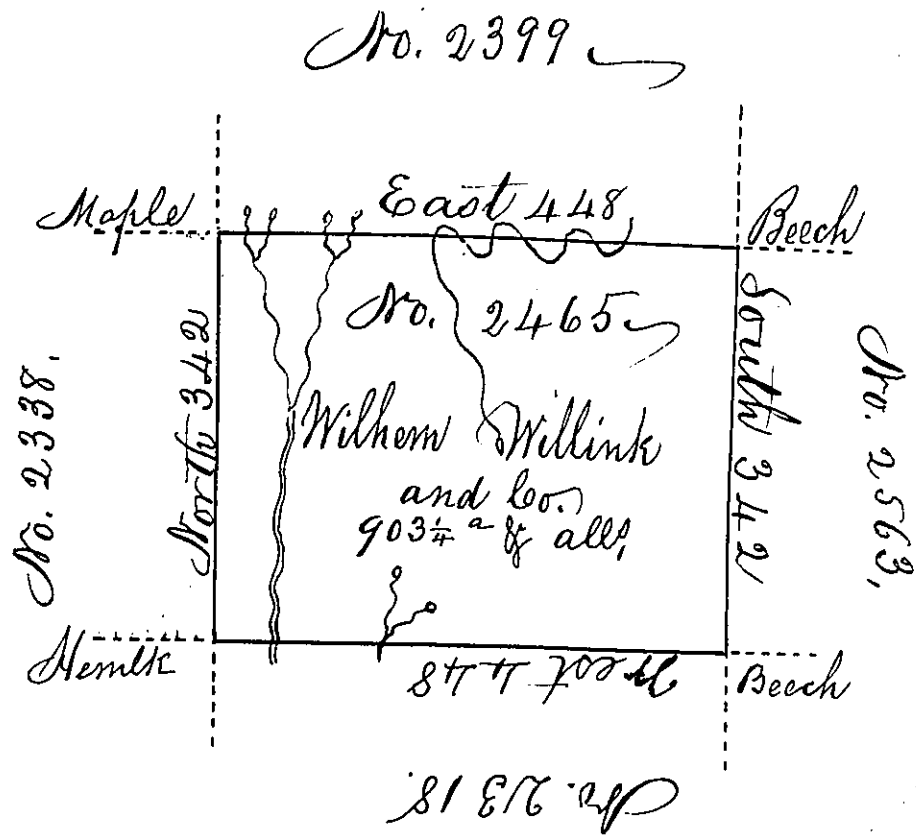 No. 2399
East 448
Maple
Beech
No. 2465
North 342
South 342
No. 2338.
No. 2563,
Wilhem Willink
and Co.
903¼ a & all,
Hemlk
West 448
Beech
No. 2318.